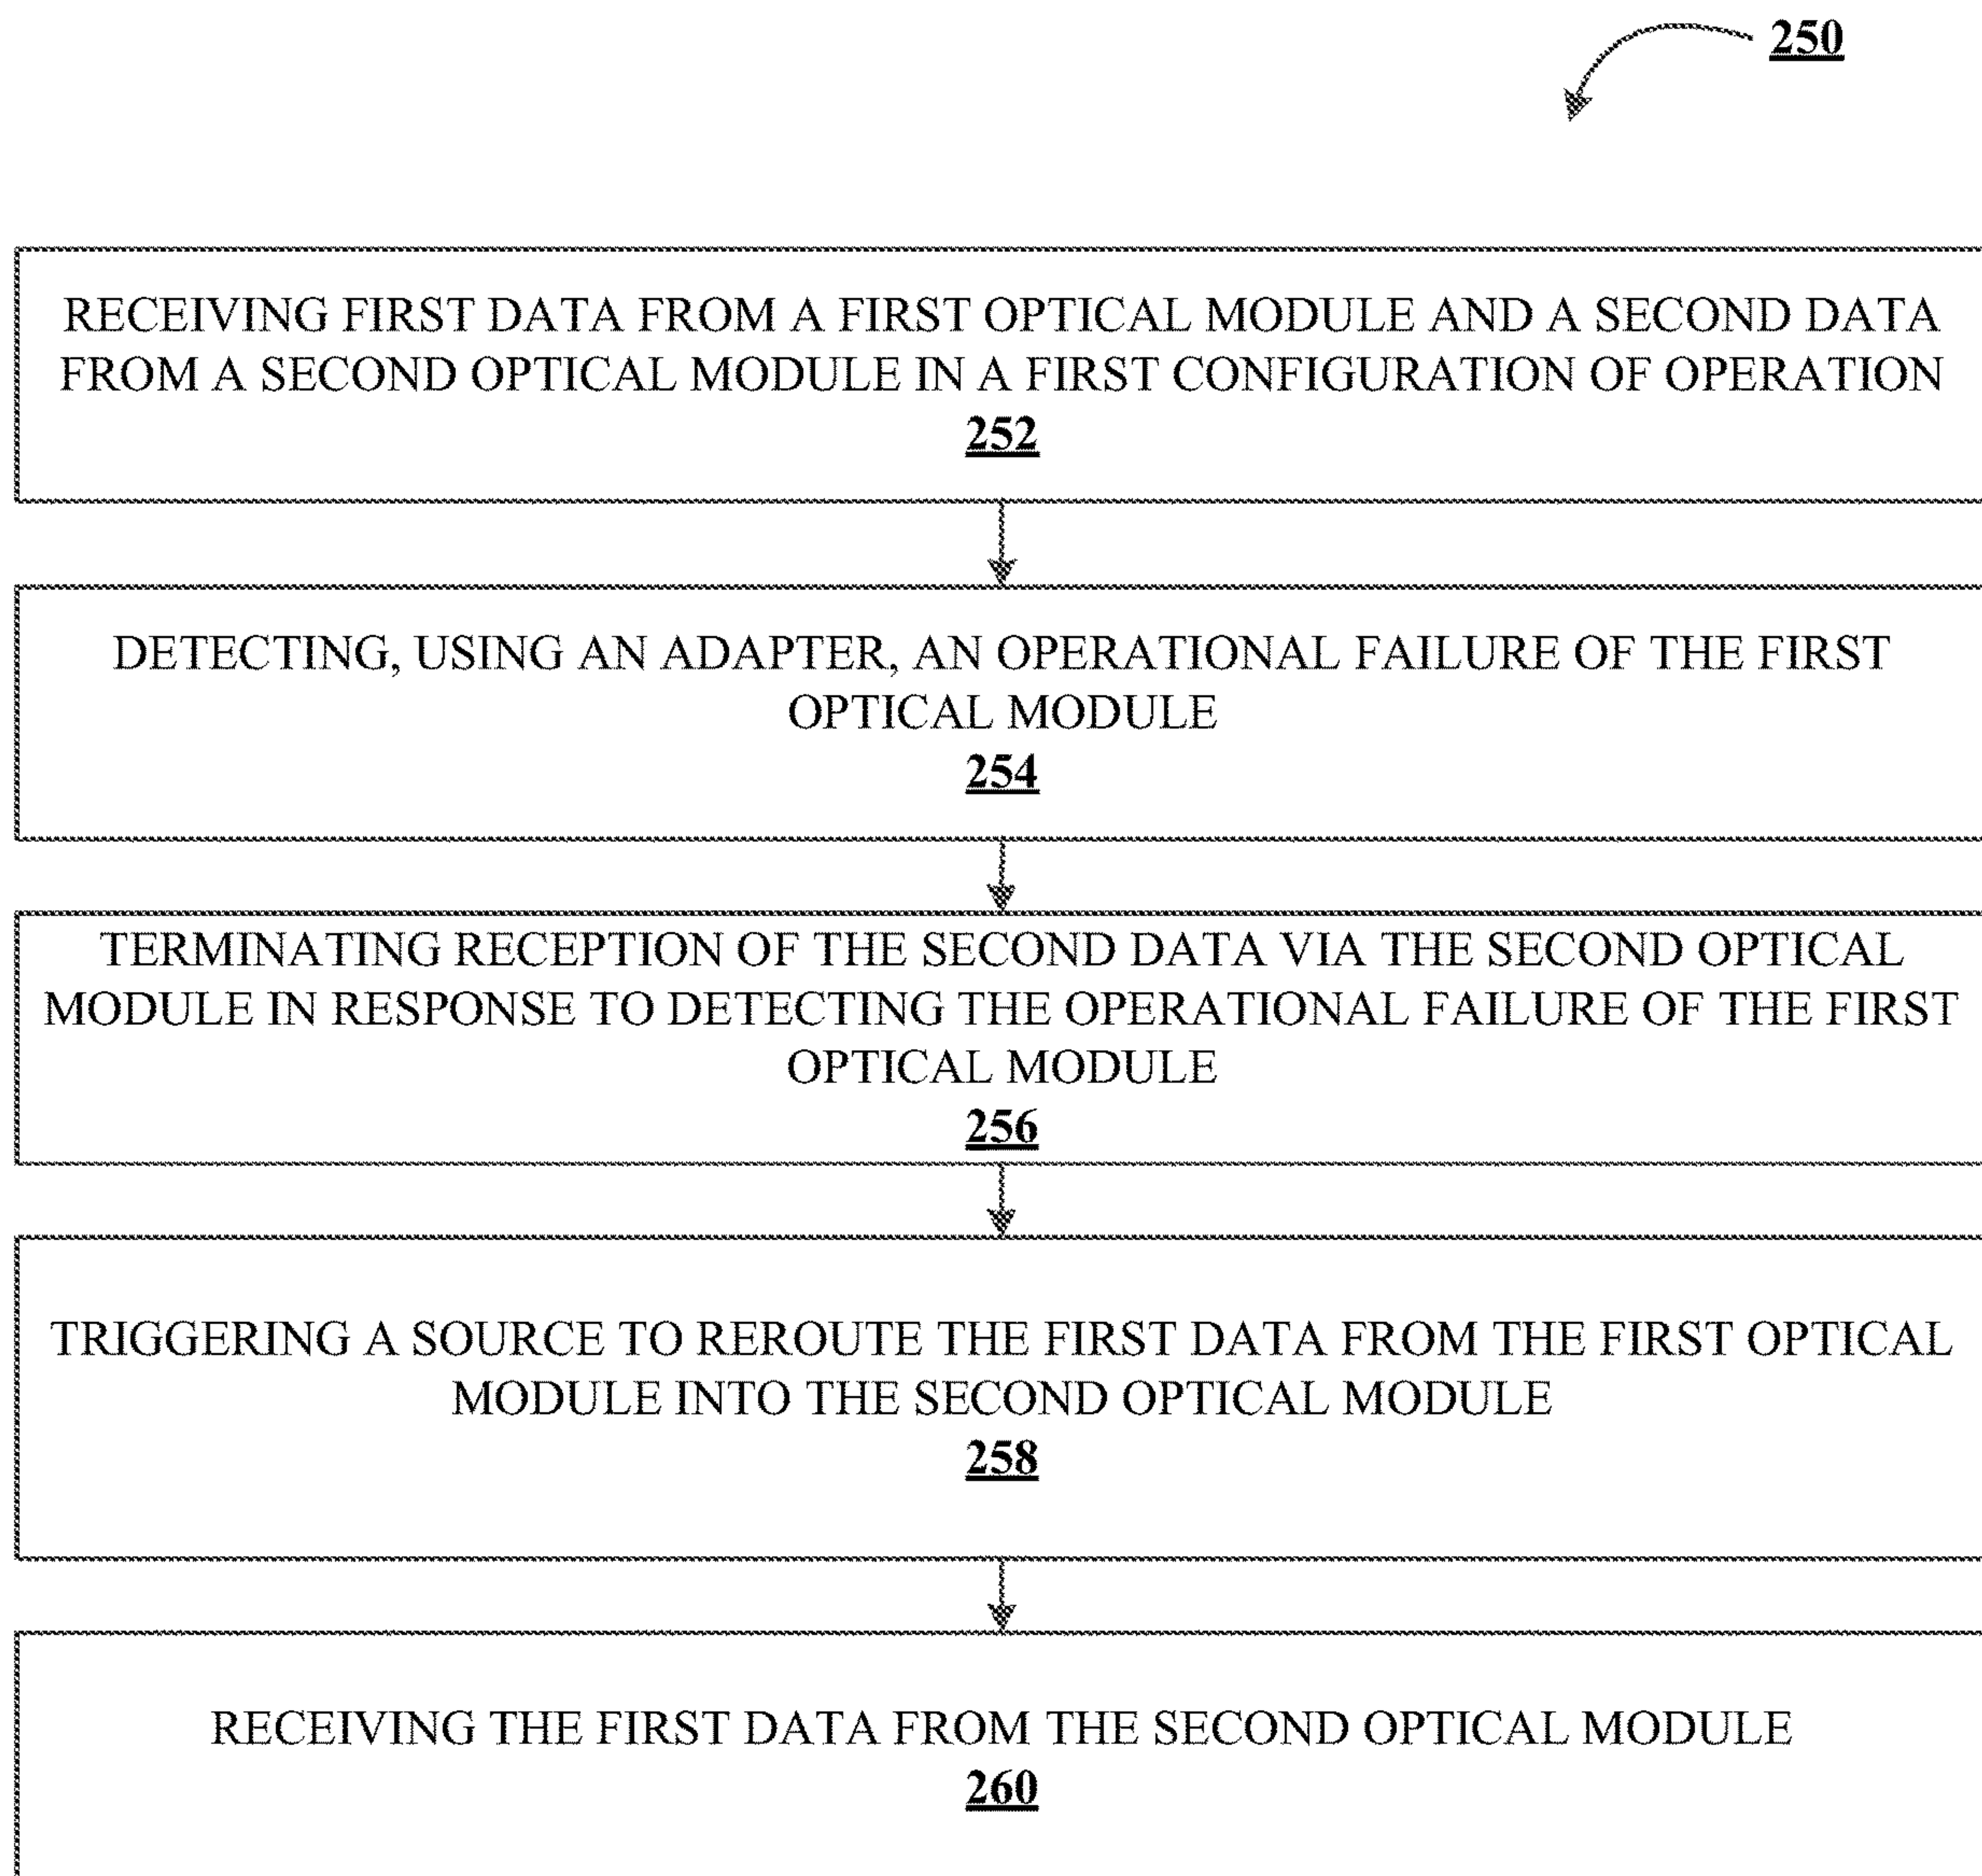 250
RECEIVING FIRST DATA FROM A FIRST OPTICAL MODULE AND A SECOND DATA
FROM A SECOND OPTICAL MODULE IN A FIRST CONFIGURATION OF OPERATION
252
DETECTING, USING AN ADAPTER, AN OPERATIONAL FAILURE OF THE FIRST
OPTICAL MODULE
254
TERMINATING RECEPTION OF THE SECOND DATA VIA THE SECOND OPTICAL
MODULE IN RESPONSE TO DETECTING THE OPERATIONAL FAILURE OF THE FIRST
OPTICAL MODULE
256
TRIGGERING A SOURCE TO REROUTE THE FIRST DATA FROM THE FIRST OPTICAL
MODULE INTO THE SECOND OPTICAL MODULE
258
RECEIVING THE FIRST DATA FROM THE SECOND OPTICAL MODULE
260